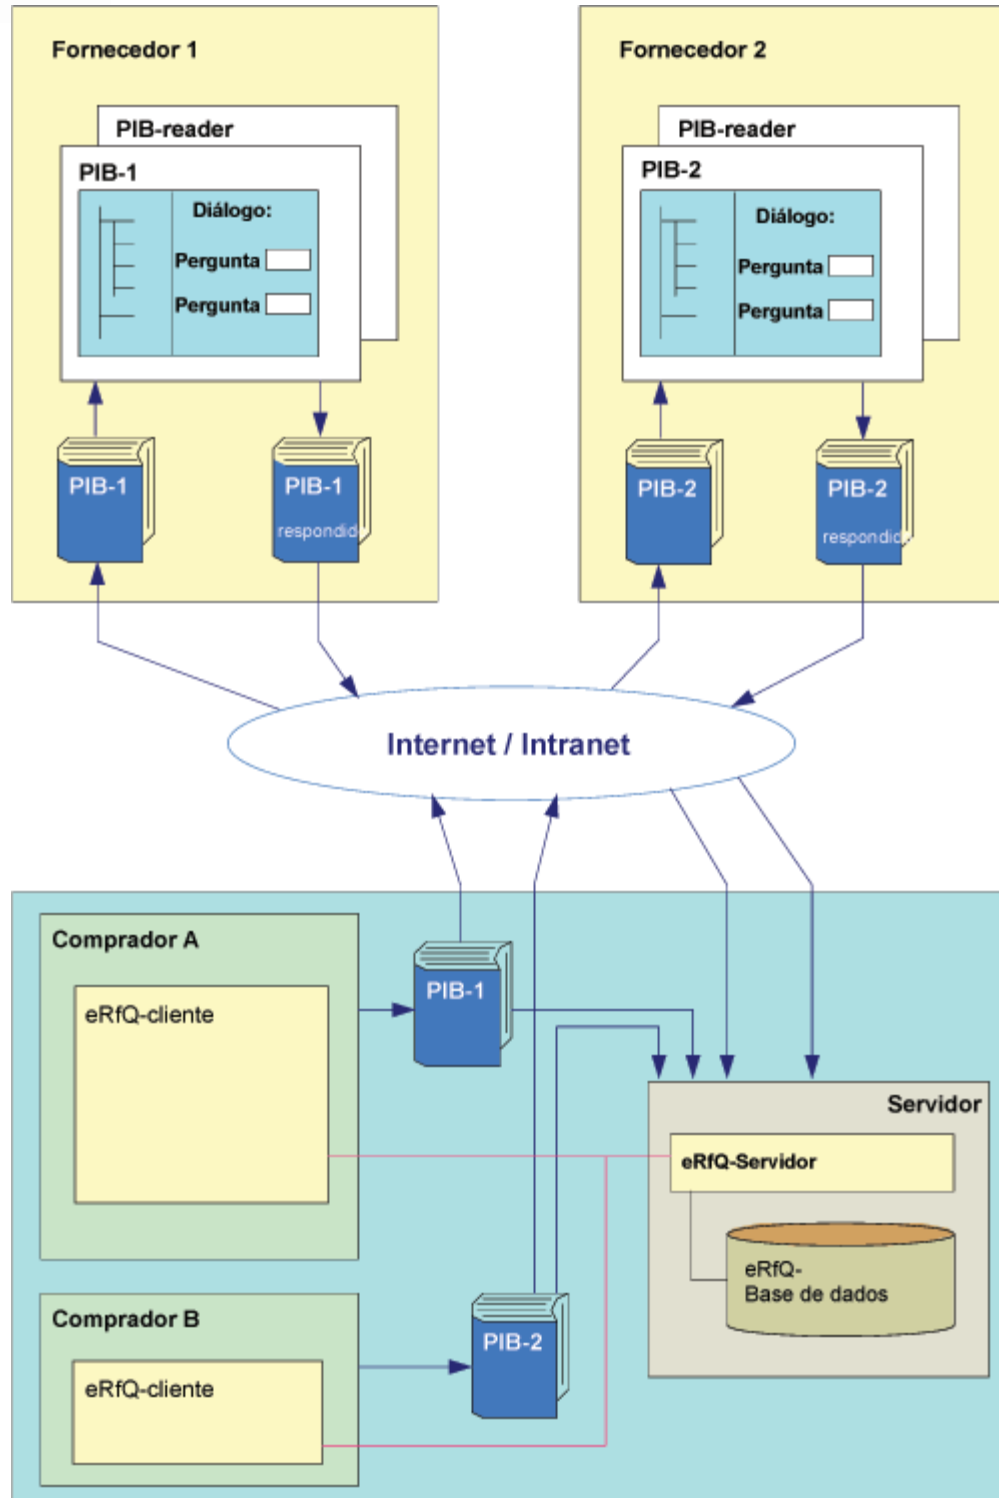 Fornecedor 1
PIB-reader
PIB-1
Diálogo:
Pergunta
Pergunta
PIB-1
PIB-1
respondid
Fornecedor 2
PIB-reader
PIB-2
Diálogo:
Pergunta
Pergunta
PIB-2
PIB-2
respondid
Internet / Intranet
Comprador A
eRfQ-cliente
PIB-1
Servidor
eRfQ-Servidor
eRfQ-
Base de dados
Comprador B
eRfQ-cliente
PIB-2